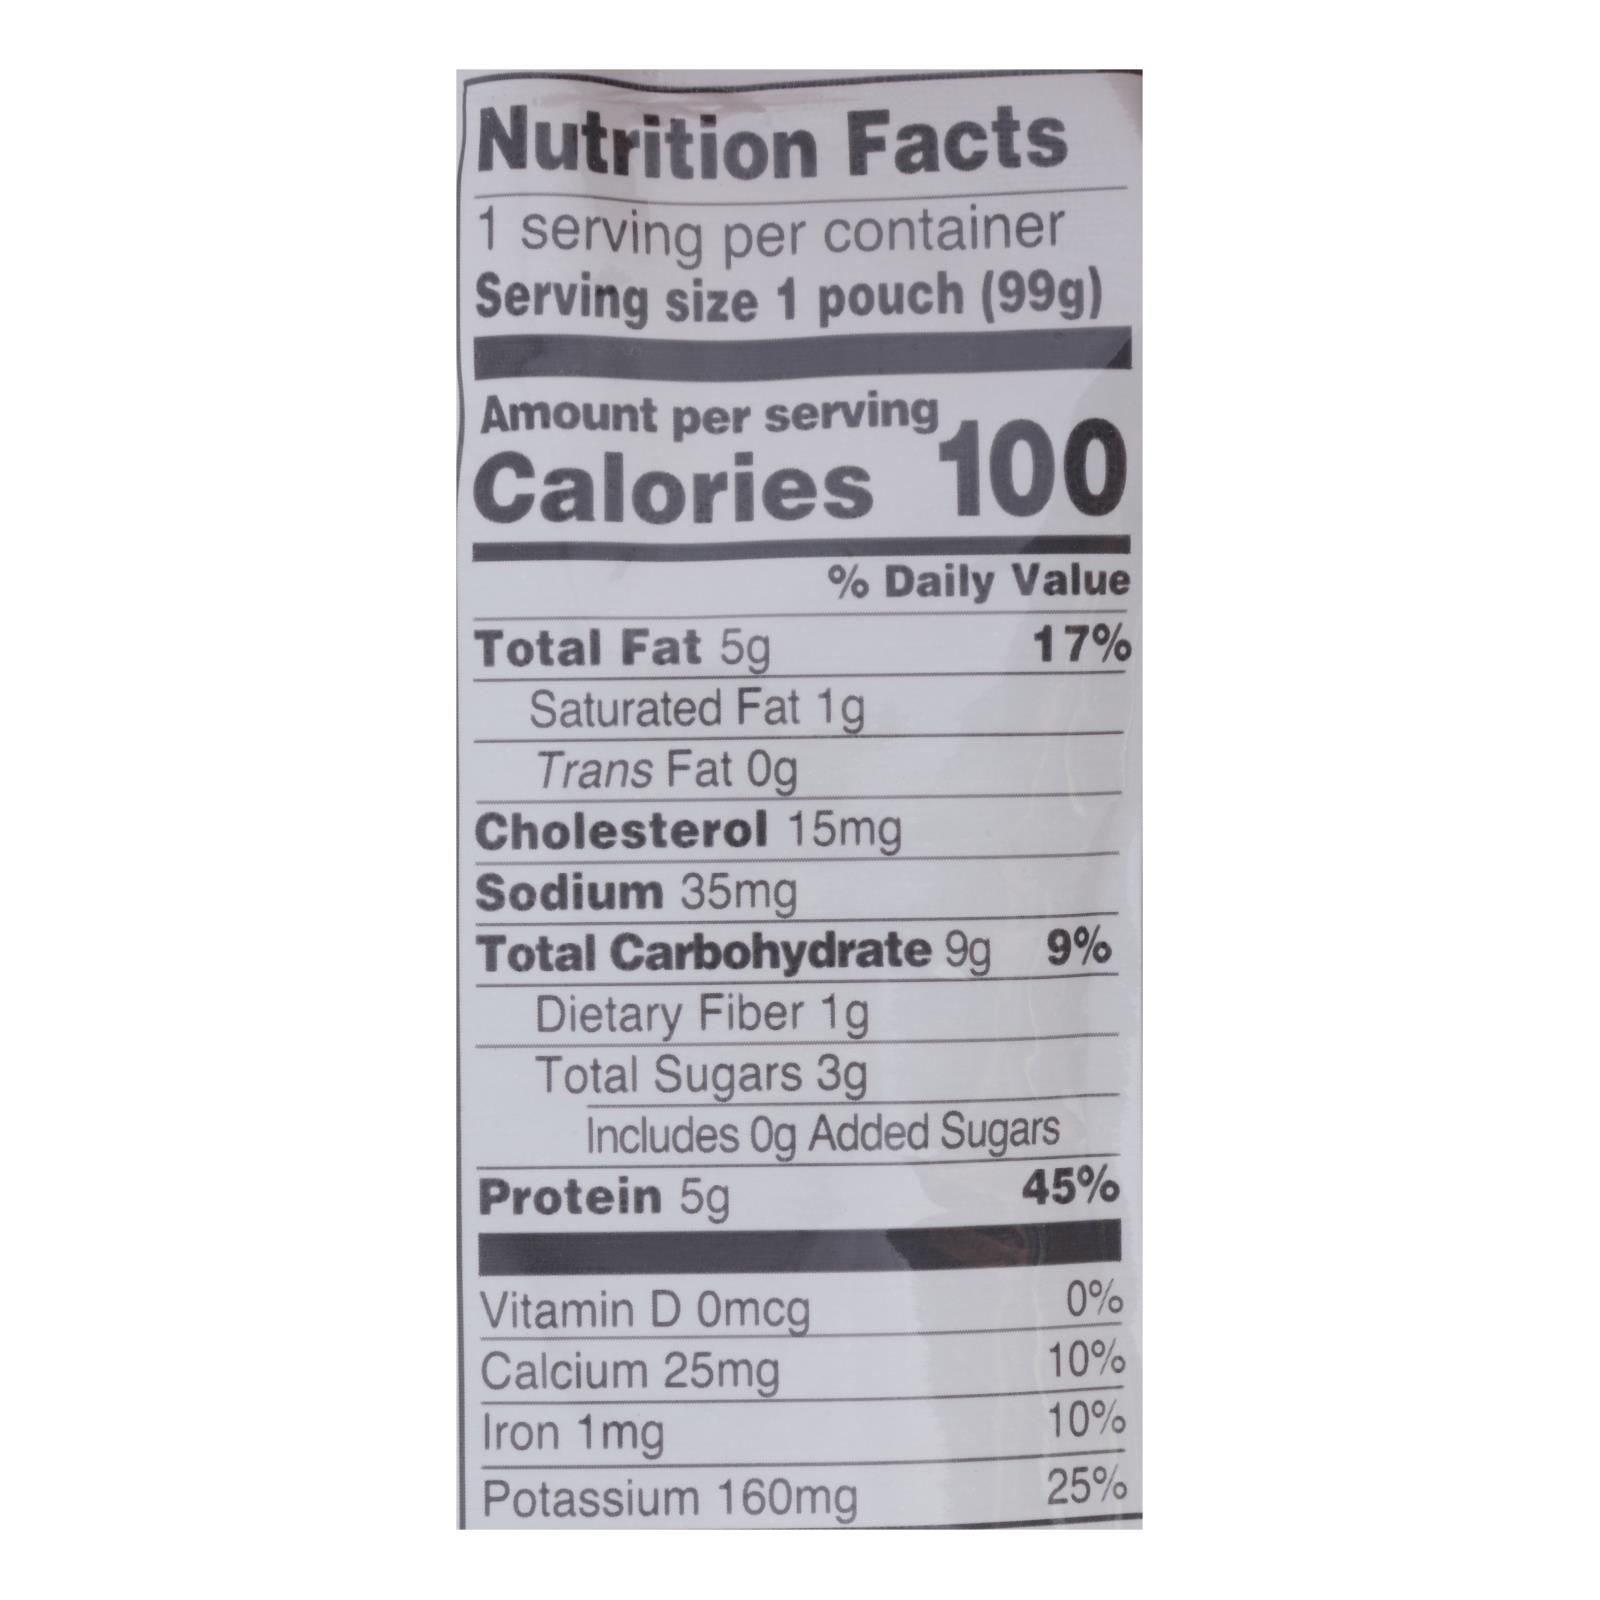 Nutrition Facts
1 serving per container
Serving size 1 pouch (99g)
Amount per serving
Calories 100
% Daily Value
Total Fat 5g 17%
Saturated Fat 1g
Trans Fat 0g
Cholesterol 15mg
Sodium 35mg
Total Carbohydrate 9g 9%
Dietary Fiber 1g
Total Sugars 3g
Includes 0g Added Sugars
Protein 5g 45%
Vitamin D 0mcg 0%
Calcium 25mg 10%
Iron 1mg 10%
Potassium 160mg 25%